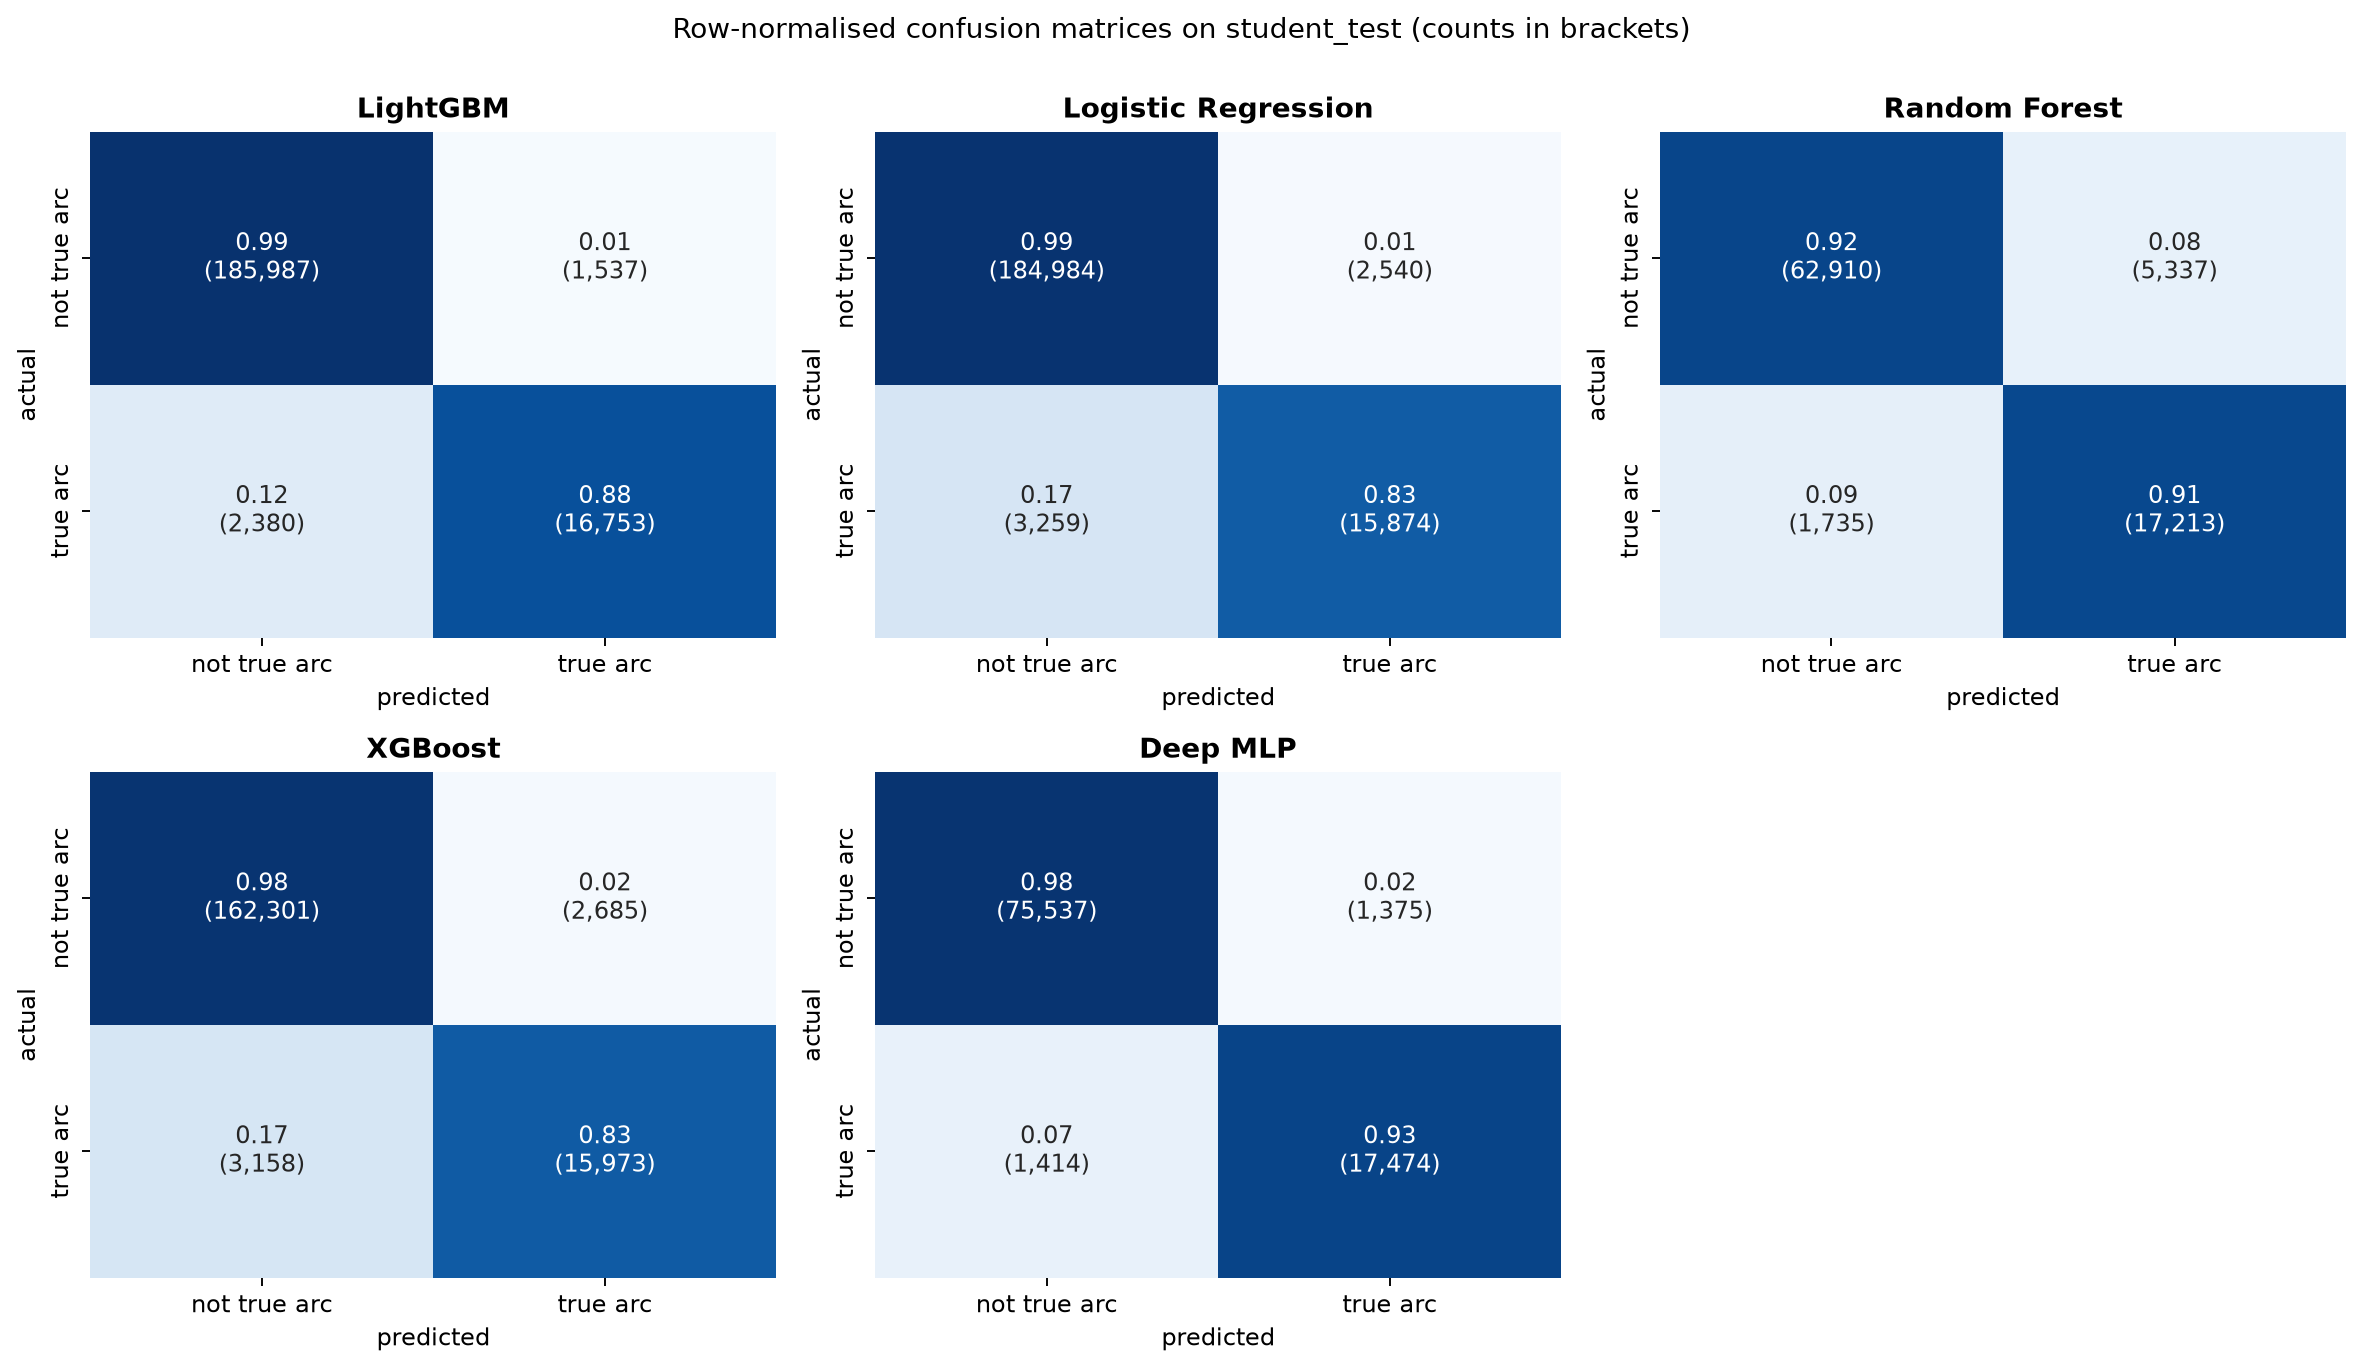 Row-normalised confusion matrices on student_test (counts in brackets)
LightGBM
actual
not true arc
true arc
0.99
(185,987)
0.01
(1,537)
0.12
(2,380)
0.88
(16,753)
not true arc
true arc
predicted
Logistic Regression
actual
not true arc
true arc
0.99
(184,984)
0.01
(2,540)
0.17
(3,259)
0.83
(15,874)
not true arc
true arc
predicted
Random Forest
actual
not true arc
true arc
0.92
(62,910)
0.08
(5,337)
0.09
(1,735)
0.91
(17,213)
not true arc
true arc
predicted
XGBoost
actual
not true arc
true arc
0.98
(162,301)
0.02
(2,685)
0.17
(3,158)
0.83
(15,973)
not true arc
true arc
predicted
Deep MLP
actual
not true arc
true arc
0.98
(75,537)
0.02
(1,375)
0.07
(1,414)
0.93
(17,474)
not true arc
true arc
predicted